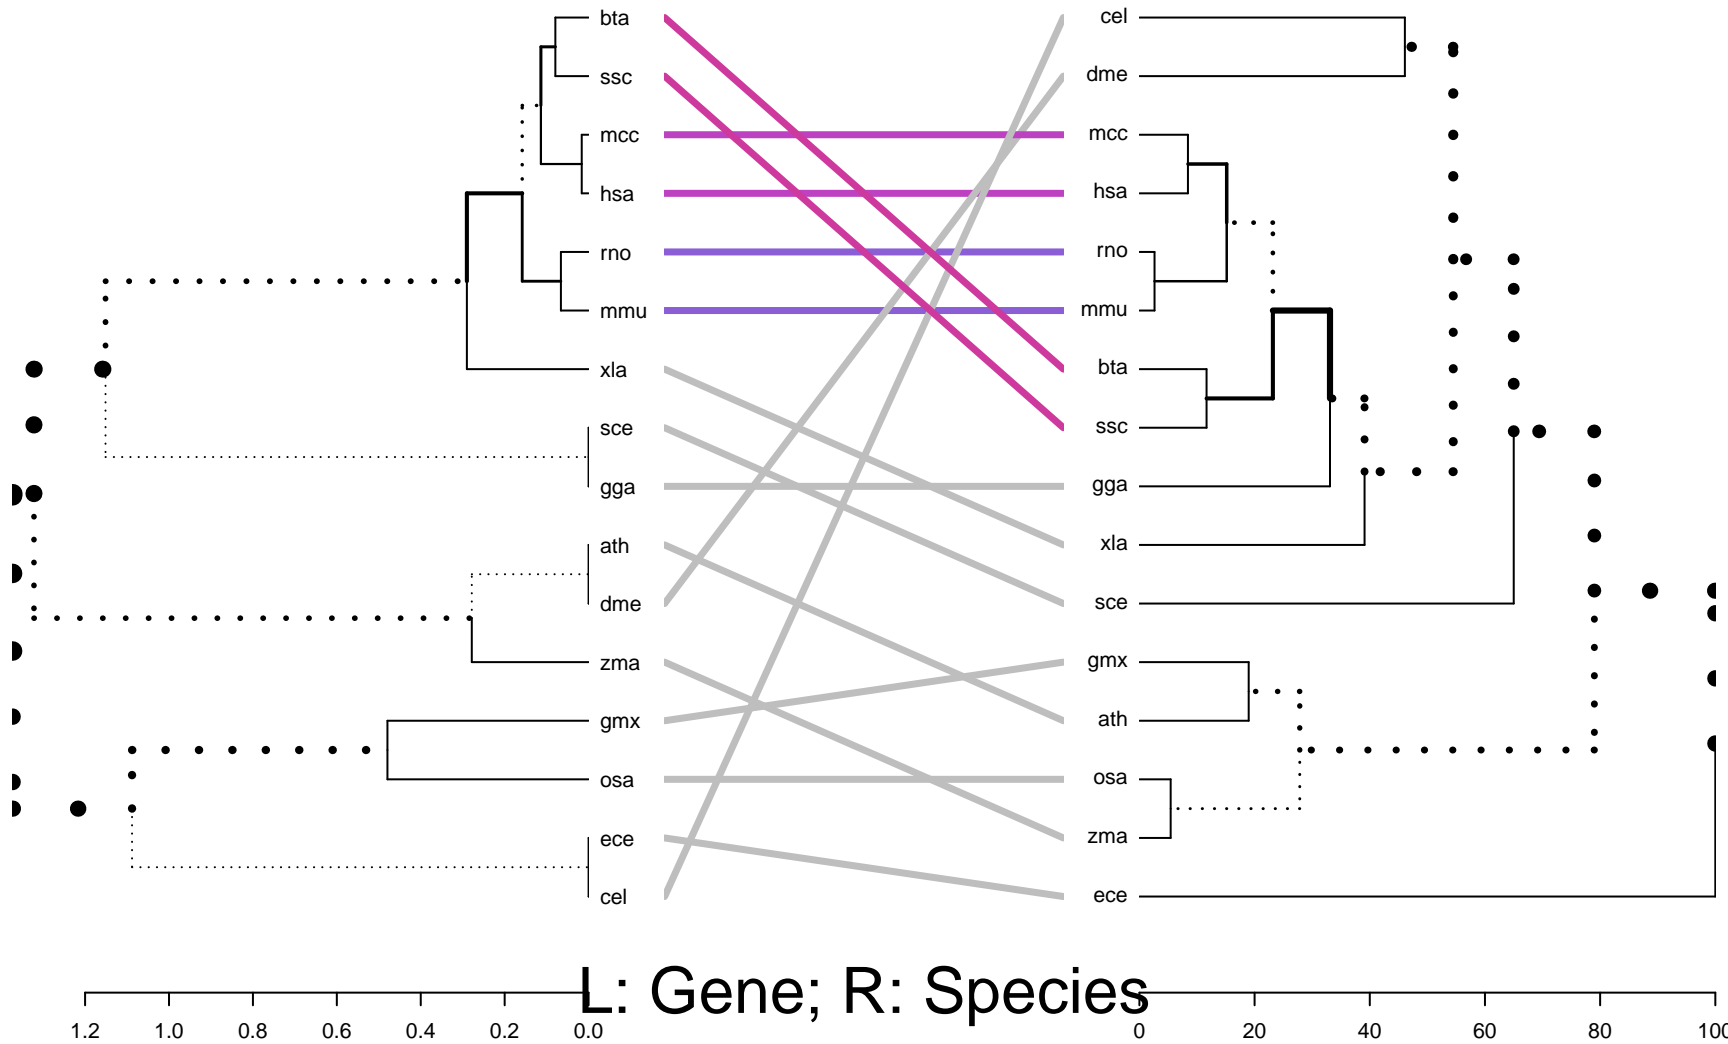 bta
ssc
mcc
hsa
rno
mmu
xla
sce
gga
ath
dme
zma
gmx
osa
ece
cel
cel
dme
mcc
hsa
rno
mmu
bta
ssc
gga
xla
sce
gmx
ath
osa
zma
ece
L: Gene; R: Species
1.2 1.0 0.8 0.6 0.4 0.2 0.0
0 20 40 60 80 100